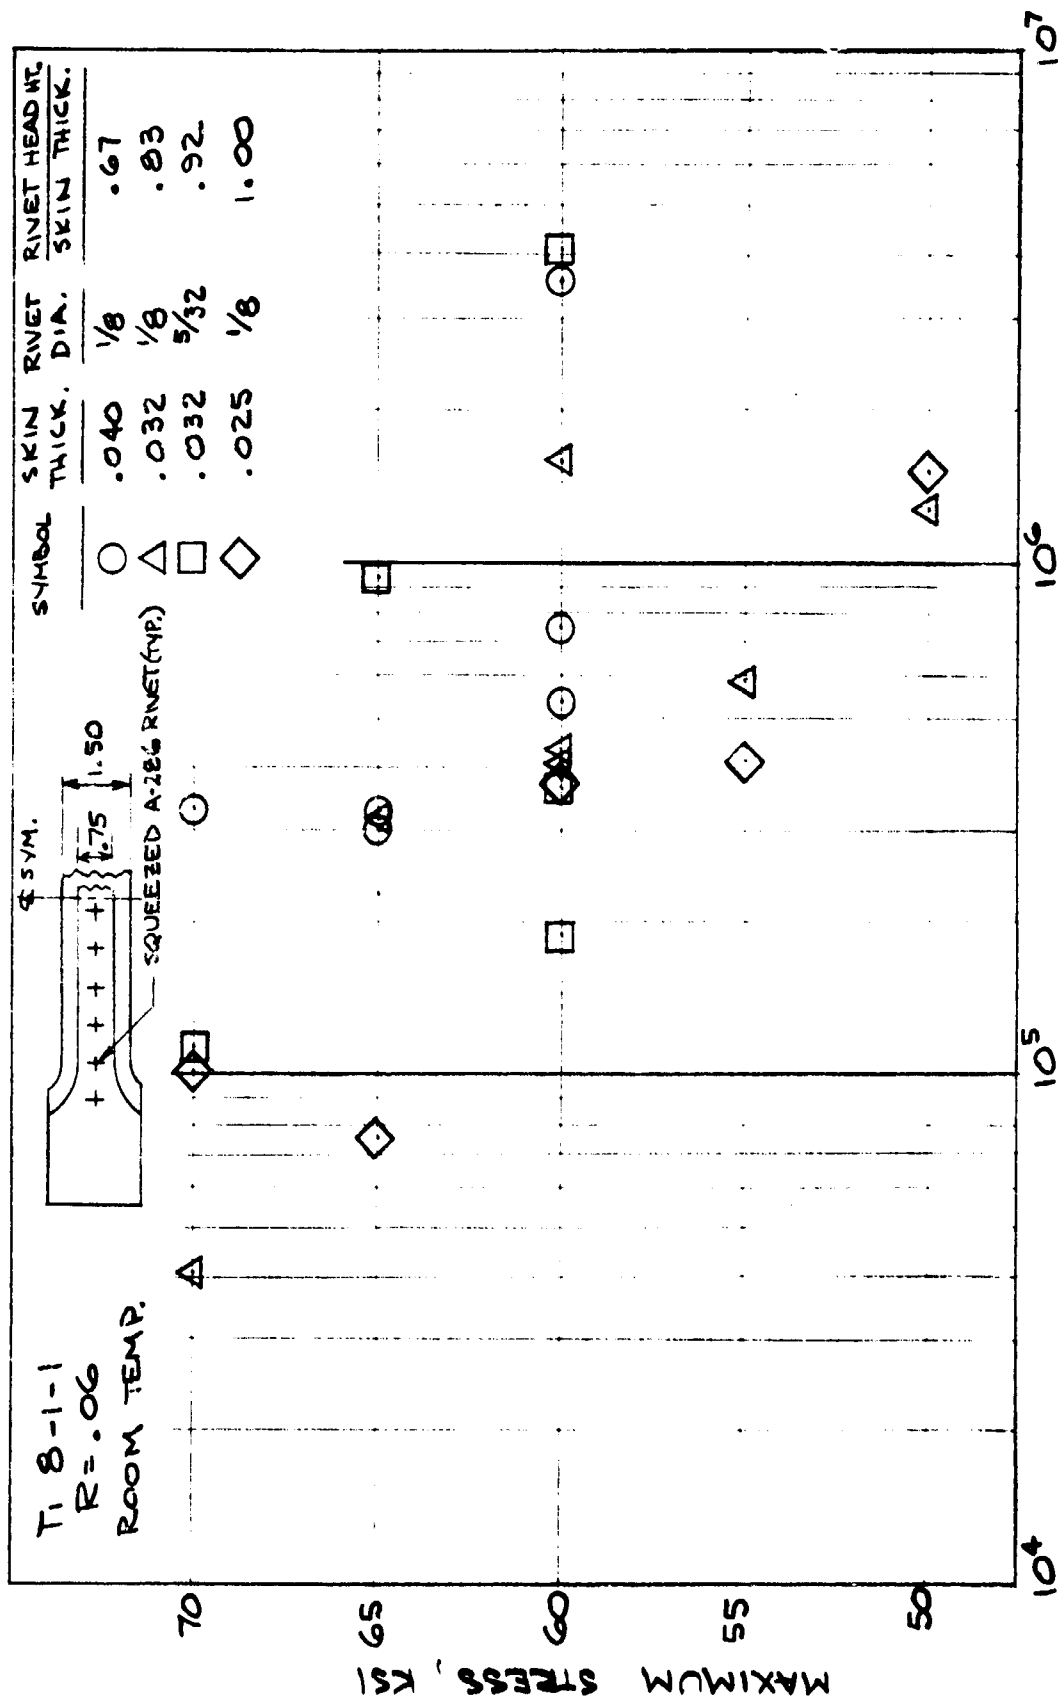 Ti 8-1-1
R=.06
ROOM TEMP.
℄ SYM.
.75
1.50
SQUEEZED A-286 RIVET (TYP.)
SYMBOL SKIN THICK. RIVET DIA. RIVET HEAD HT. SKIN THICK.
○ .040 1/8 .67
△ .032 1/8 .83
□ .032 5/32 .92
◇ .025 1/8 1.00
MAXIMUM STRESS, KSI
70
65
60
55
50
10⁴ 10⁵ 10⁶ 10⁷